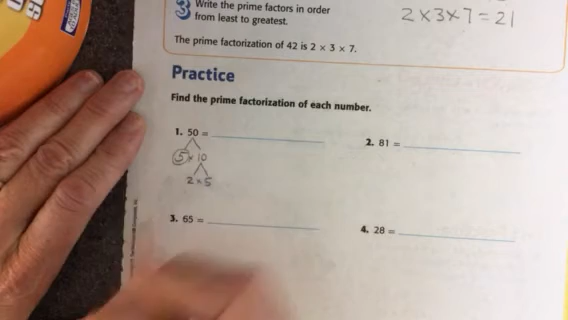 3 Write the prime factors in order
from least to greatest.
2×3×7=21
The prime factorization of 42 is 2 × 3 × 7.
Practice
Find the prime factorization of each number.
1. 50 =
2. 81 =
5×10
2×5
3. 65 =
4. 28 =